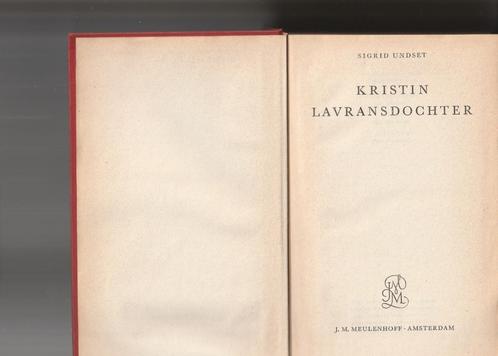 SIGRID UNDSET
KRISTIN
LAVRANSDOCHTER
J. M. MEULENHOFF · AMSTERDAM